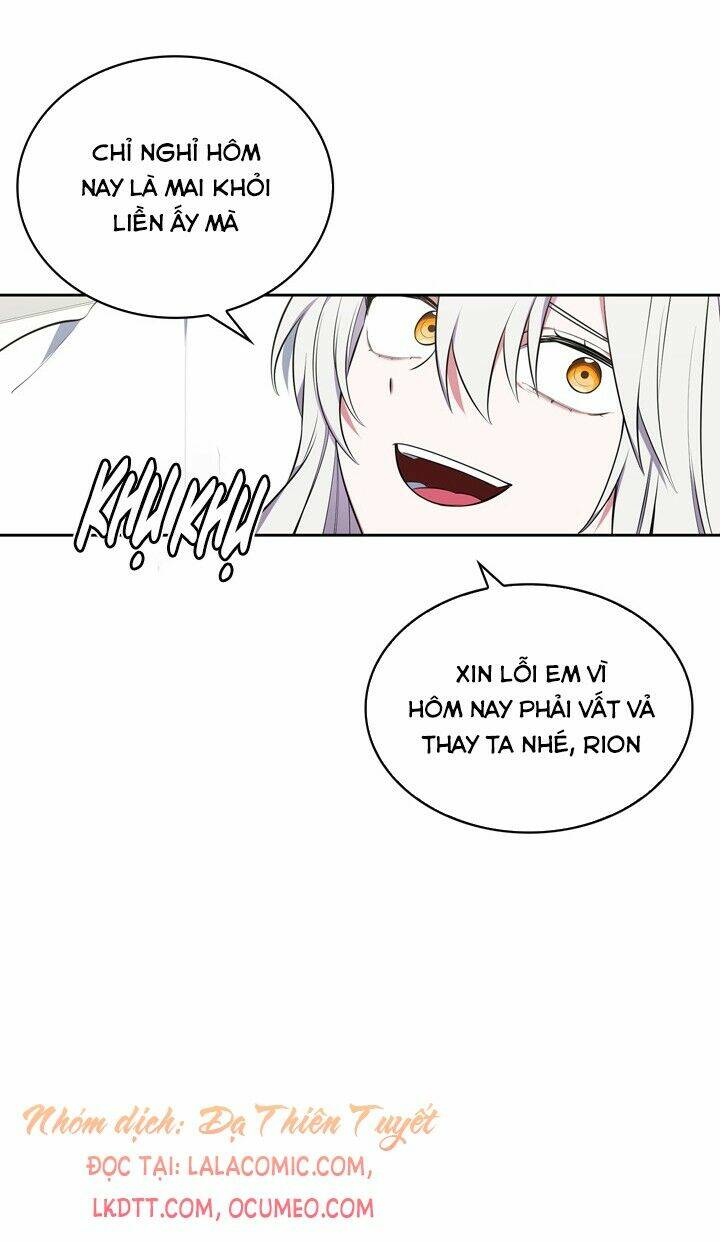 CHỈ NGHỈ HÔM
NAY LÀ MAI KHỎI
LIỀN ẤY MÀ
KHỤ KHỤ
XIN LỖI EM VÌ
HÔM NAY PHẢI VẤT VẢ
THAY TA NHÉ, RION
Nhóm dịch: Dạ Thiên Tuyết
ĐỌC TẠI: LALACOMIC.COM,
LKDTT.COM, OCUMEO.COM